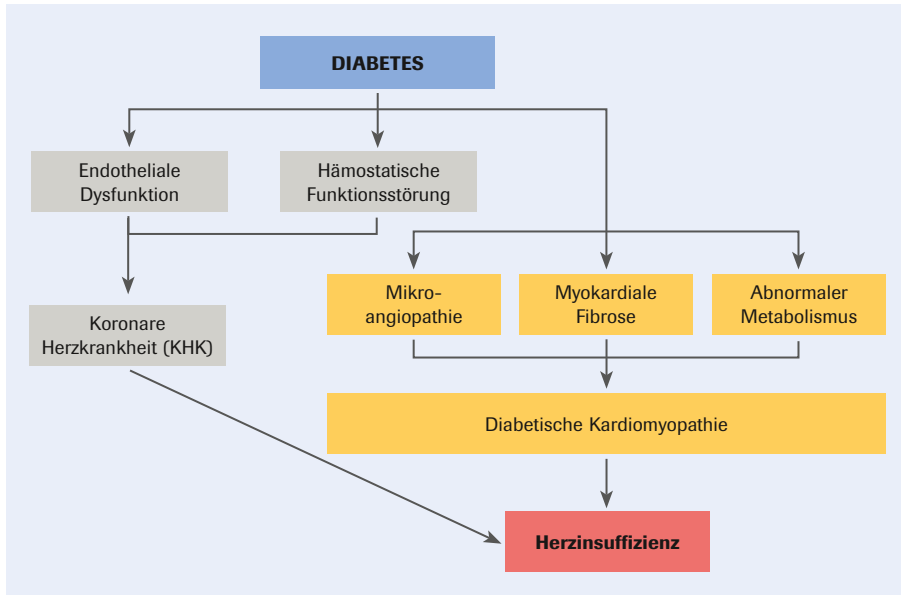 DIABETES
Endotheliale
Dysfunktion
Hämostatische
Funktionsstörung
Mikro-
angiopathie
Myokardiale
Fibrose
Abnormaler
Metabolismus
Koronare
Herzkrankheit (KHK)
Diabetische Kardiomyopathie
Herzinsuffizienz